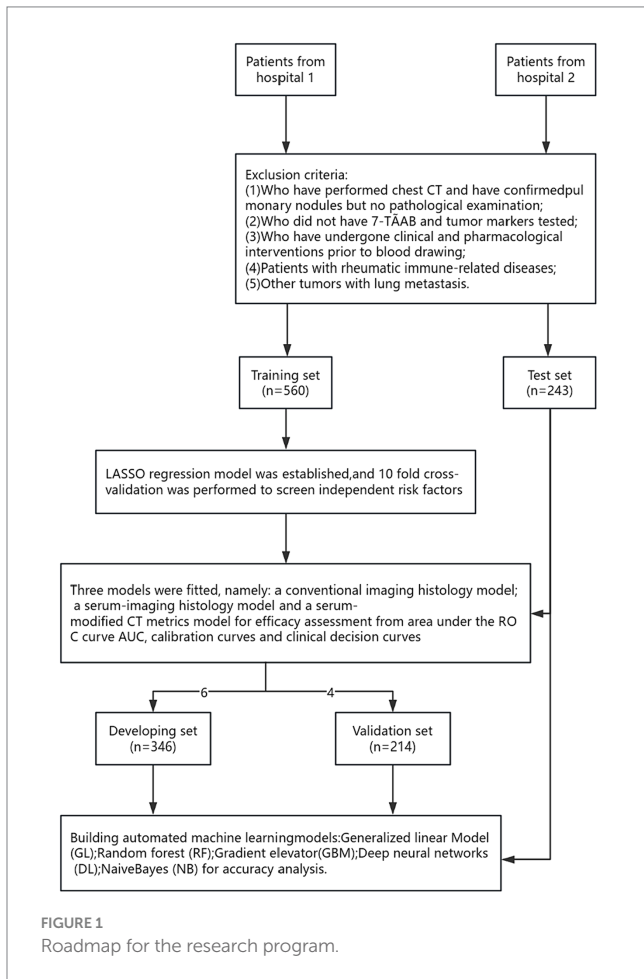 Patients from
hospital 1
Patients from
hospital 2
Exclusion criteria:
(1)Who have performed chest CT and have confirmedpul
monary nodules but no pathological examination;
(2)Who did not have 7-TÃAB and tumor markers tested;
(3)Who have undergone clinical and pharmacological
interventions prior to blood drawing;
(4)Patients with rheumatic immune-related diseases;
(5)Other tumors with lung metastasis.
Training set
(n=560)
Test set
(n=243)
LASSO regression model was established,and 10 fold cross-
validation was performed to screen independent risk factors
Three models were fitted, namely: a conventional imaging histology model;
a serum-imaging histology model and a serum-
modified CT metrics model for efficacy assessment from area under the RO
C curve AUC, calibration curves and clinical decision curves
6
4
Developing set
(n=346)
Validation set
(n=214)
Building automated machine learningmodels:Generalized linear Model
(GL);Random forest (RF);Gradient elevator(GBM);Deep neural networks
(DL);NaiveBayes (NB) for accuracy analysis.
FIGURE 1
Roadmap for the research program.